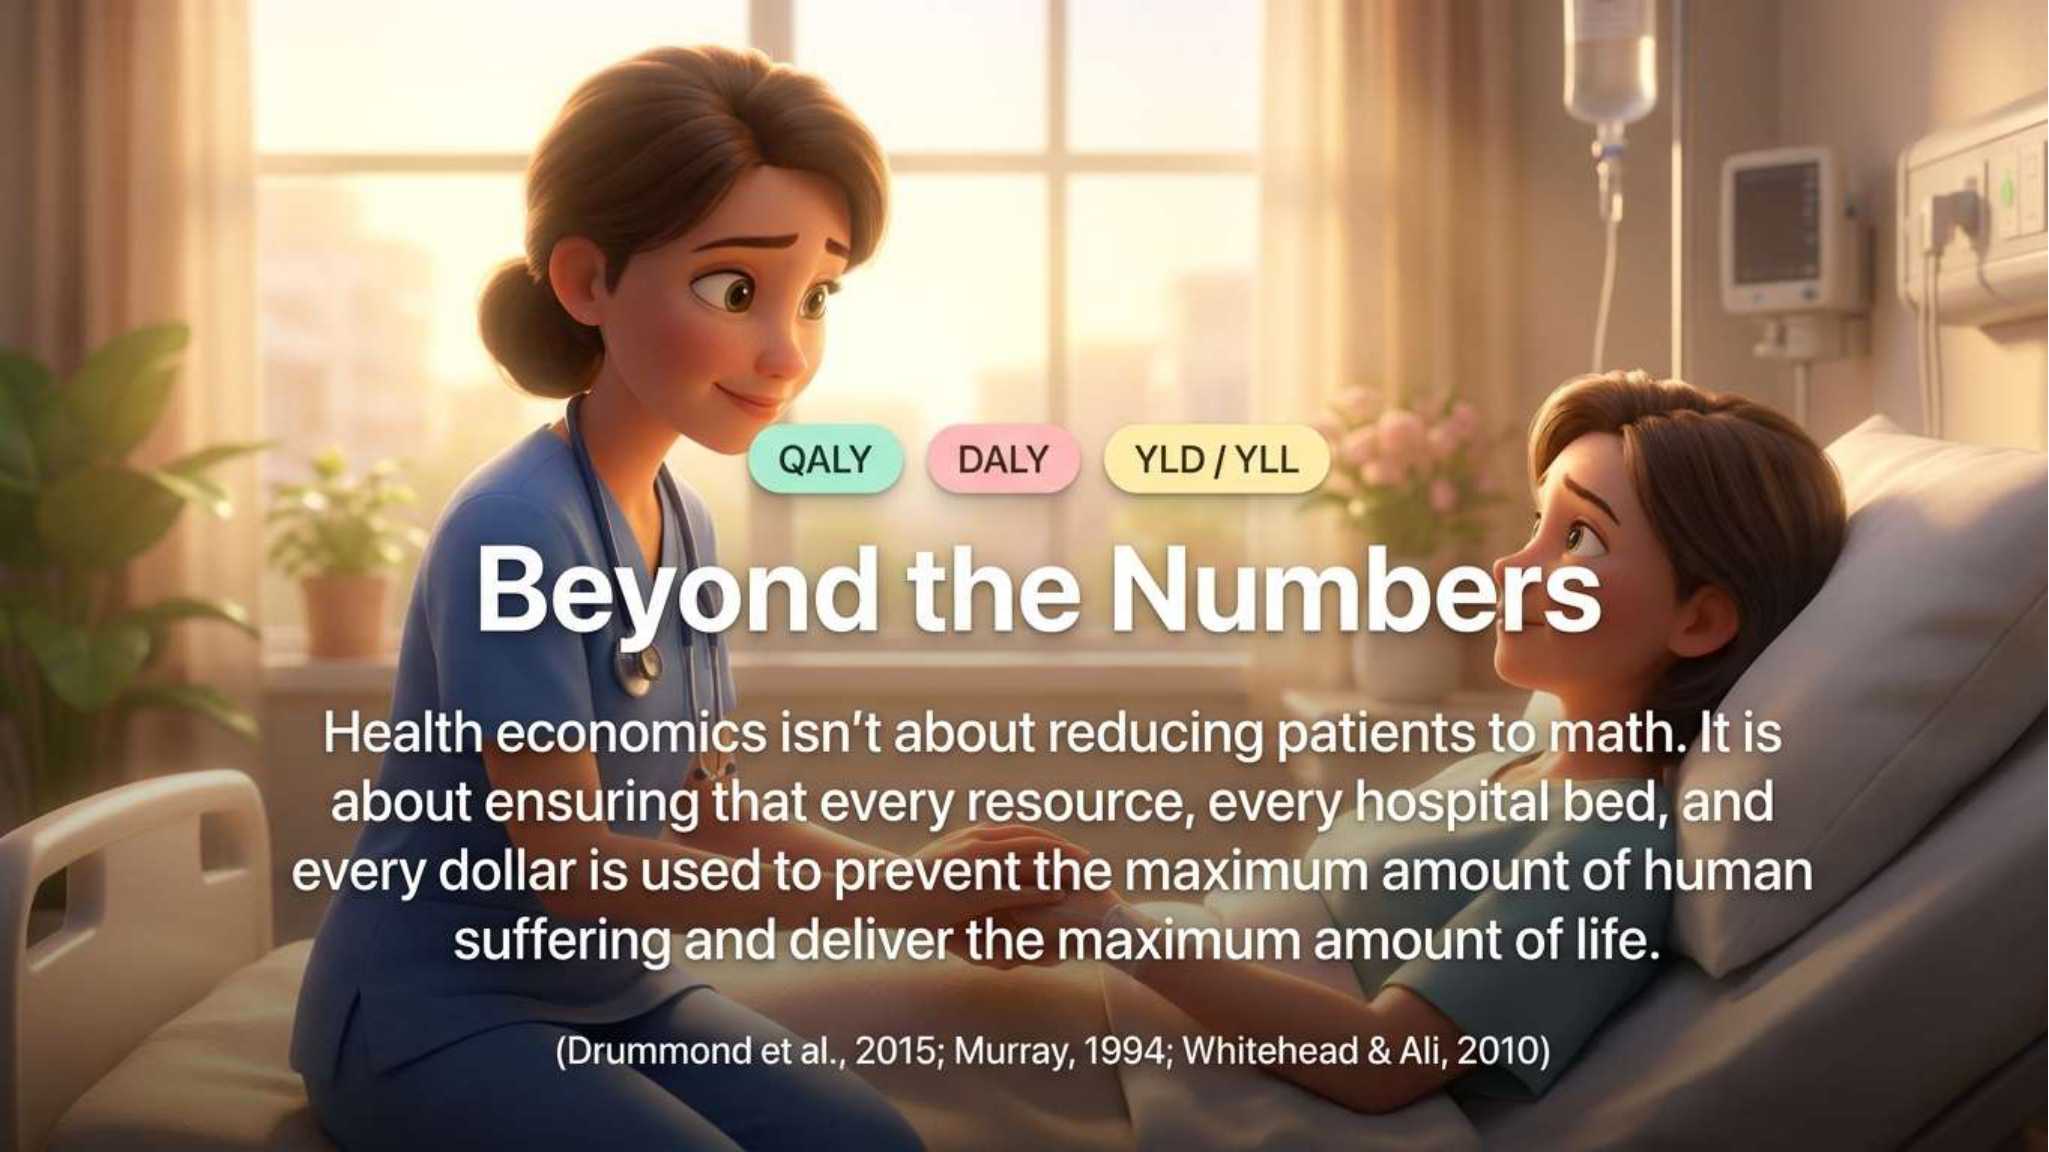 QALY DALY YLD / YLL
Beyond the Numbers
Health economics isn’t about reducing patients to math. It is
about ensuring that every resource, every hospital bed, and
every dollar is used to prevent the maximum amount of human
suffering and deliver the maximum amount of life.
(Drummond et al., 2015; Murray, 1994; Whitehead & Ali, 2010)